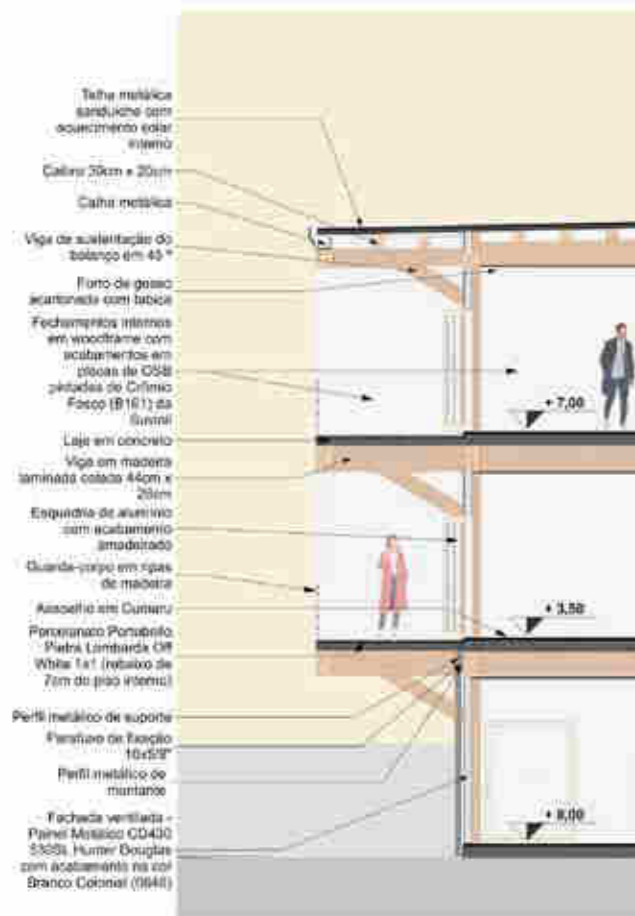 Telha metálica
sanduíche com
aquecimento solar
interno
Caibro 30cm x 20cm
Calha metálica
Viga de sustentação do
balanço em 45 º
Forro de gesso
acartonado com tabica
Fechamentos internos
em woodframe com
acabamentos em
placas de OSB
pintadas de Crômio
Fosco (B161) da
Suvinil
Laje em concreto
Viga em madeira
laminada colada 44cm x
20cm
Esquadria de alumínio
com acabamento
amadeirado
Guarda-corpo em ripas
de madeira
Assoalho em Cumaru
Porcelanato Portobello
Pietra Lombarda Off
White 1x1 (rebaixo de
7cm do piso interno)
Perfil metálico de suporte
Parafuso de fixação
16x5/8"
Perfil metálico de
montante
Fachada ventilada -
Painel Metálico
Hunter Douglas
com acabamento na cor
Branco Colonial
+ 7,00
+ 3,50
+ 0,00